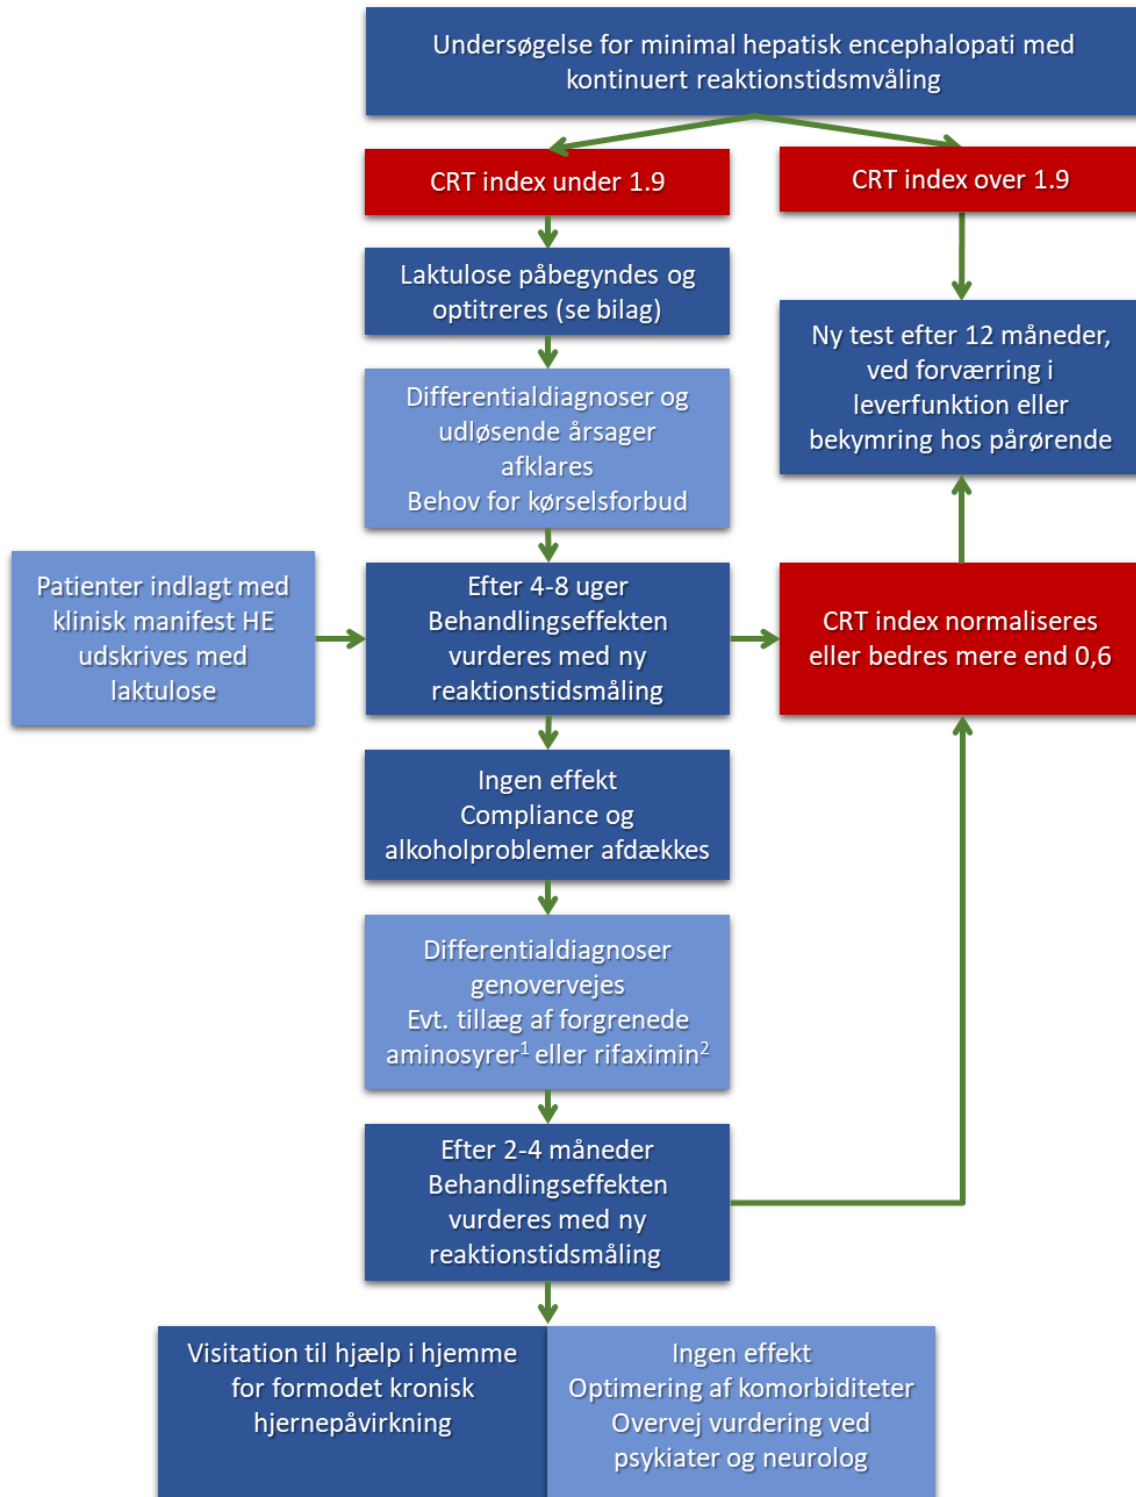 Undersøgelse for minimal hepatisk encephalopati med
kontinuert reaktionstidsmvåling
CRT index under 1.9
CRT index over 1.9
Laktulose påbegyndes og
optitreres (se bilag)
Ny test efter 12 måneder,
ved forværring i
leverfunktion eller
bekymring hos pårørende
Differentialdiagnoser og
udløsende årsager
afklares
Behov for kørselsforbud
Patienter indlagt med
klinisk manifest HE
udskrives med
laktulose
Efter 4-8 uger
Behandlingseffekten
vurderes med ny
reaktionstidsmåling
CRT index normaliseres
eller bedres mere end 0,6
Ingen effekt
Compliance og
alkoholproblemer afdækkes
Differentialdiagnoser
genovervejes
Evt. tillæg af forgrenede
aminosyrer¹ eller rifaximin²
Efter 2-4 måneder
Behandlingseffekten
vurderes med ny
reaktionstidsmåling
Visitation til hjælp i hjemme
for formodet kronisk
hjernepåvirkning
Ingen effekt
Optimering af komorbiditeter
Overvej vurdering ved
psykiater og neurolog